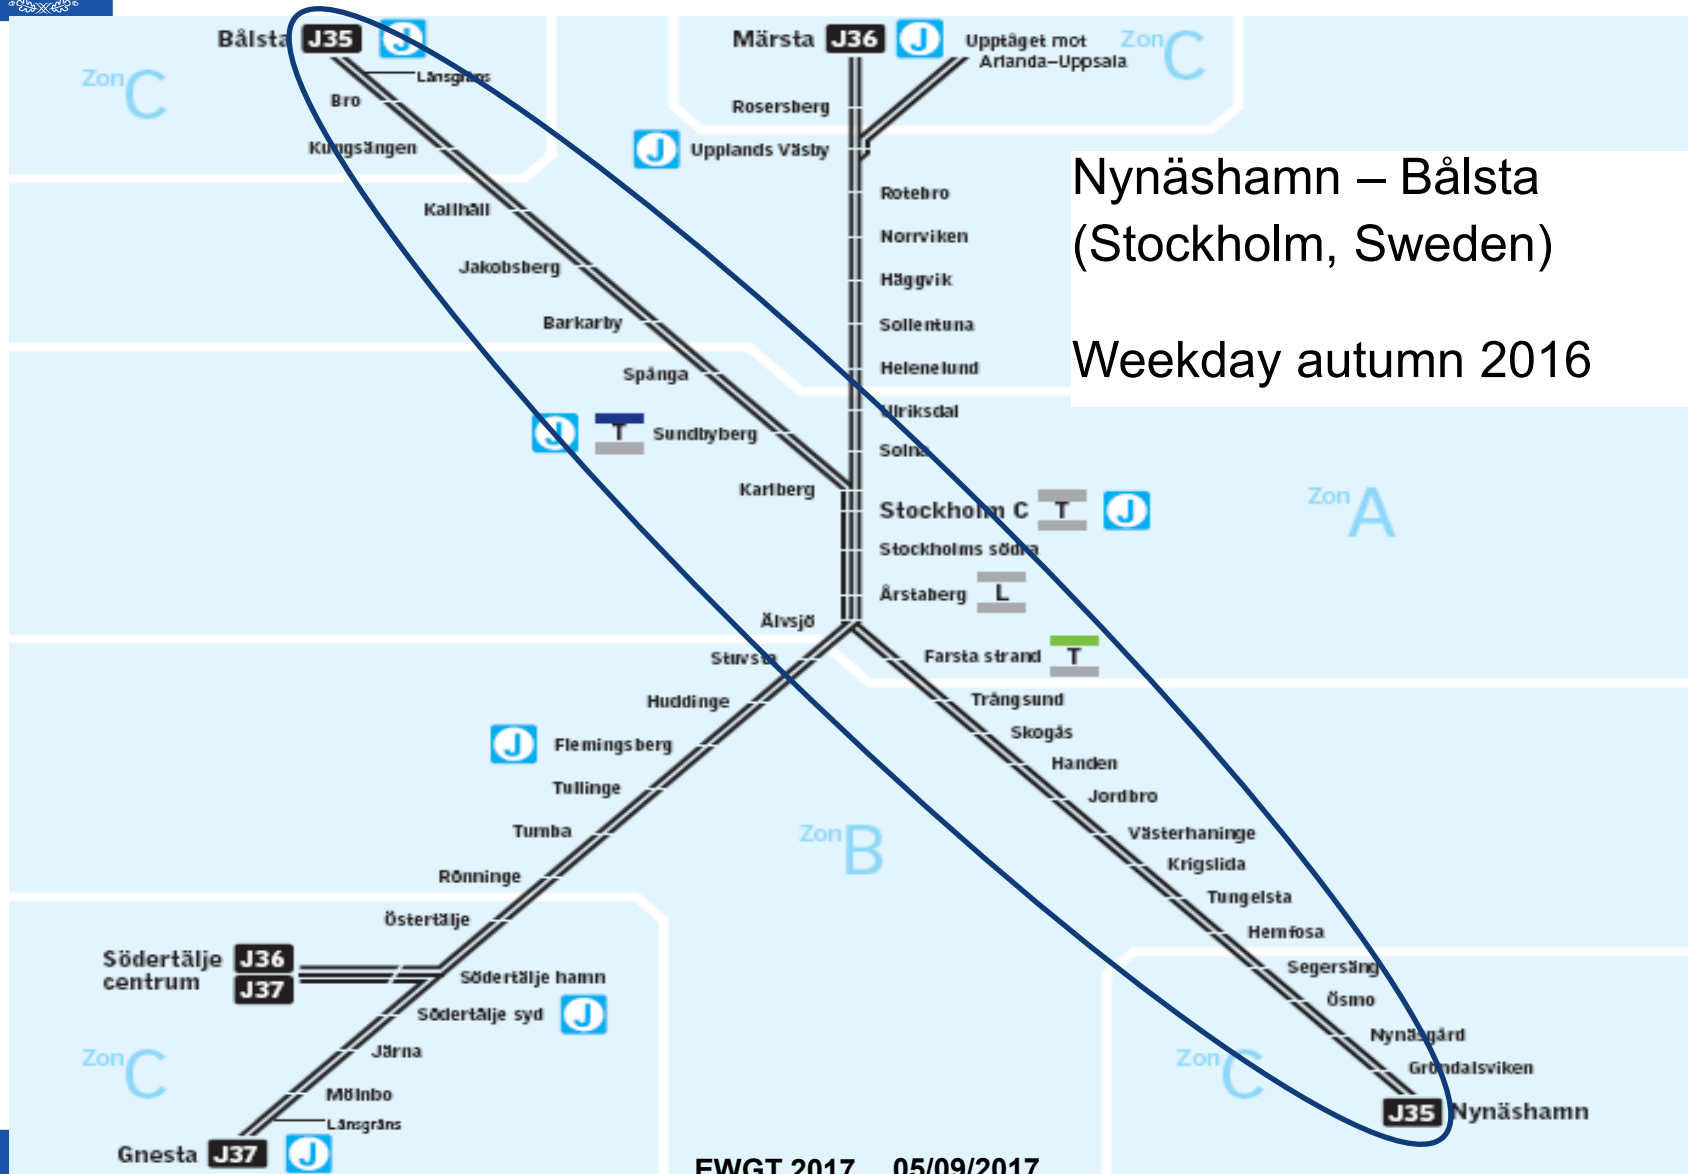 Bålsta J35 J
Länsgräns
Zon C
Bro
Kungsängen
Kallhäll
Jakobsberg
Barkarby
Spånga
J T Sundbyberg
Karlberg
Märsta J36 J
Upptåget mot
Arlanda–Uppsala
Zon C
Rosersberg
J Upplands Väsby
Rotebro
Norrviken
Häggvik
Sollentuna
Helenelund
Ulriksdal
Solna
Stockholm C T J
Stockholms södra
Årstaberg L
Älvsjö
Zon A
Nynäshamn – Bålsta
(Stockholm, Sweden)
Weekday autumn 2016
Stuvsta
Huddinge
J Flemingsberg
Tullinge
Tumba
Rönninge
Östertälje
Södertälje
centrum
J36
J37
Södertälje hamn
Södertälje syd J
Järna
Mölnbo
Länsgräns
Gnesta J37 J
Zon C
Zon B
Farsta strand T
Trångsund
Skogås
Handen
Jordbro
Västerhaninge
Krigslida
Tungelsta
Hemfosa
Segersäng
Ösmo
Nynäsgård
Gröndalsviken
J35 Nynäshamn
Zon C
EWGT 2017 05/09/2017